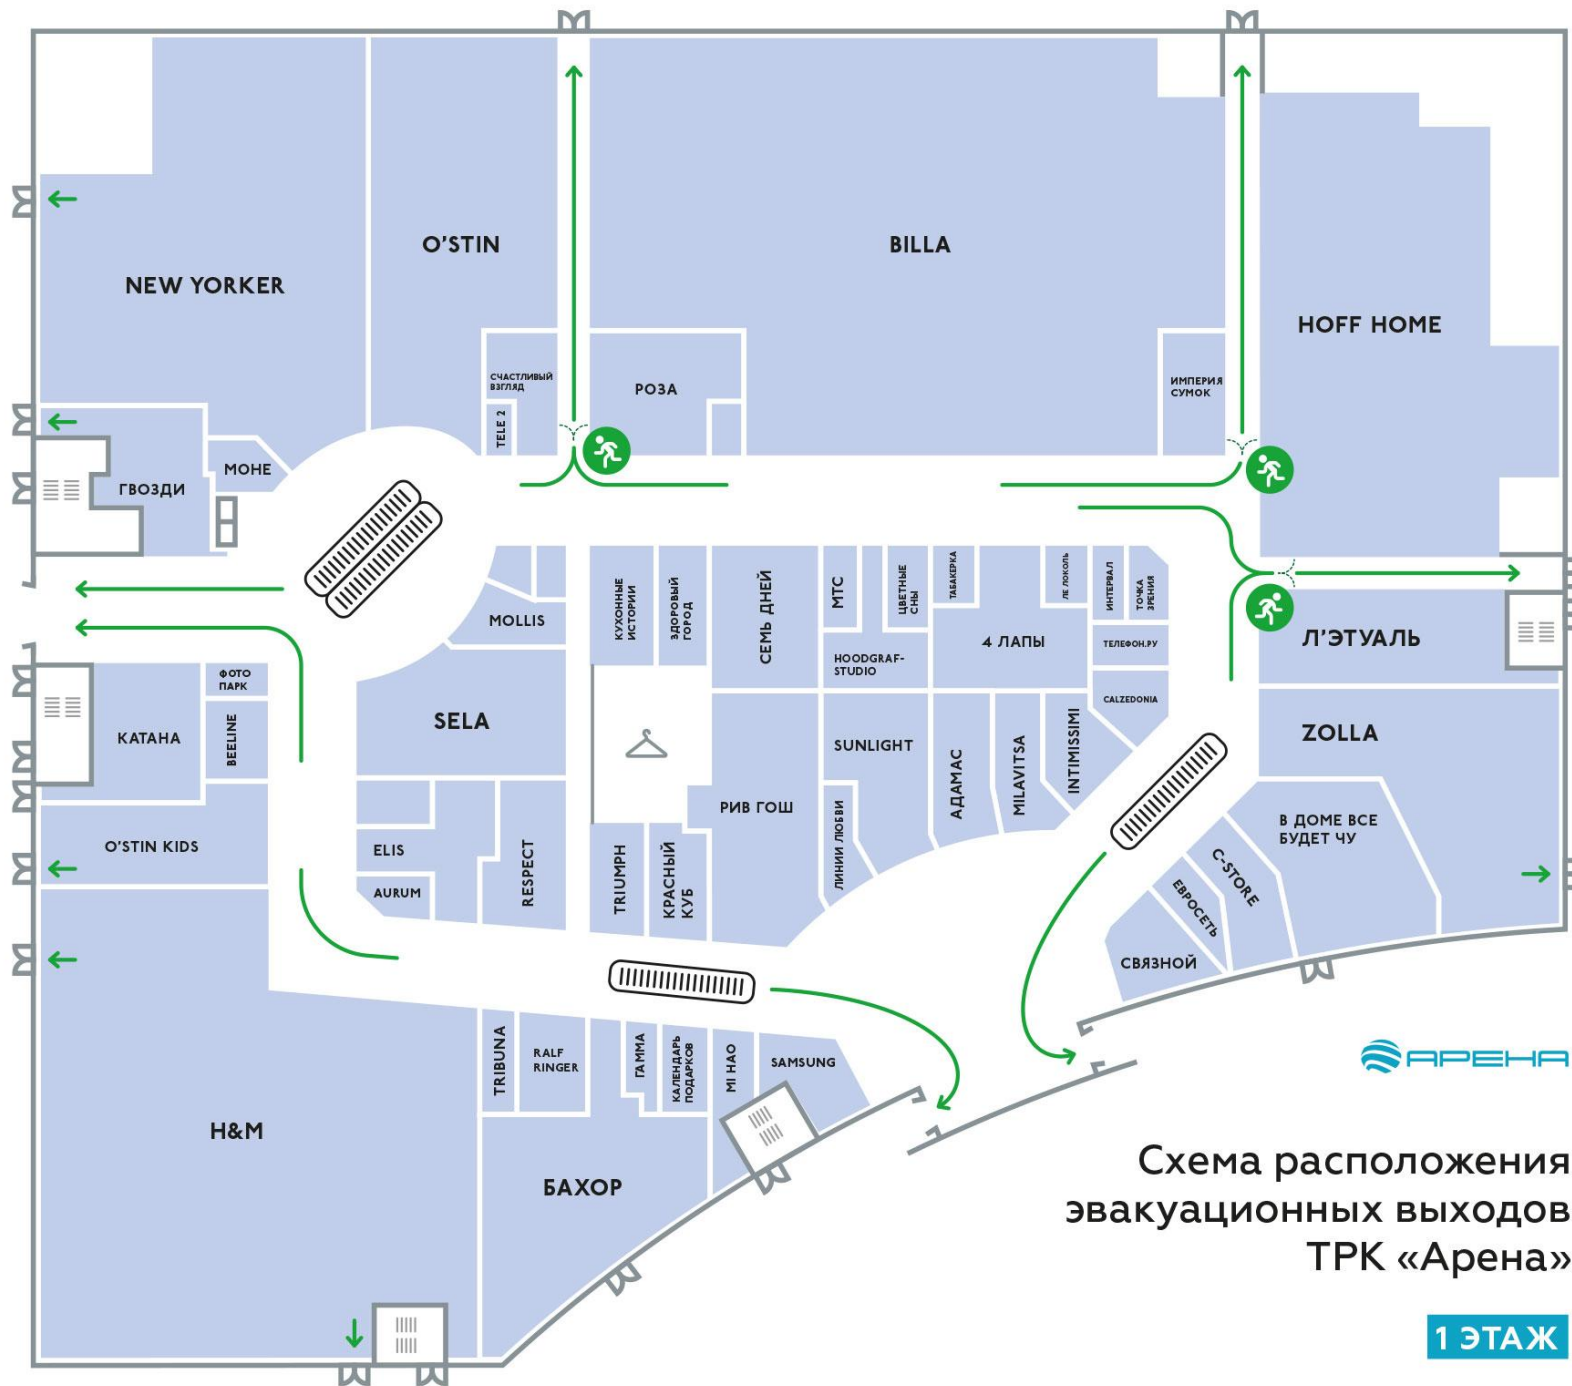 O'STIN
BILLA
NEW YORKER
HOFF HOME
СЧАСТЛИВЫЙ
ВЗГЛЯД
TELE 2
РОЗА
ИМПЕРИЯ
СУМОК
МОНЕ
ГВОЗДИ
MOLLIS
КУХОННЫЕ
ИСТОРИИ
ЗДОРОВЫЙ
ГОРОД
СЕМЬ ДНЕЙ
МТС
ЦВЕТНЫЕ
СНЫ
ТАБАКЕРКА
ЛЕ ЛОКОЛЬ
ИНТЕРВАЛ
ТОЧКА
ЗРЕНИЯ
4 ЛАПЫ
ТЕЛЕФОН.РУ
Л'ЭТУАЛЬ
HOODGRAF-
STUDIO
ФОТО
ПАРК
CALZEDONIA
SELA
КАТАНА
BEELINE
SUNLIGHT
АДАМАС
MILAVITSA
INTIMISSIMI
ZOLLA
РИВ ГОШ
ЛИНИИ ЛЮБВИ
В ДОМЕ ВСЕ
БУДЕТ ЧУ
O'STIN KIDS
ELIS
AURUM
RESPECT
TRIUMPH
КРАСНЫЙ
КУБ
C-STORE
ЕВРОСЕТЬ
СВЯЗНОЙ
TRIBUNA
RALF
RINGER
ГАММА
КАЛЕНДАРЬ
ПОДАРКОВ
MI HAO
SAMSUNG
АРЕНА
H&M
БАХОР
Схема расположения
эвакуационных выходов
ТРК «Арена»
1 ЭТАЖ